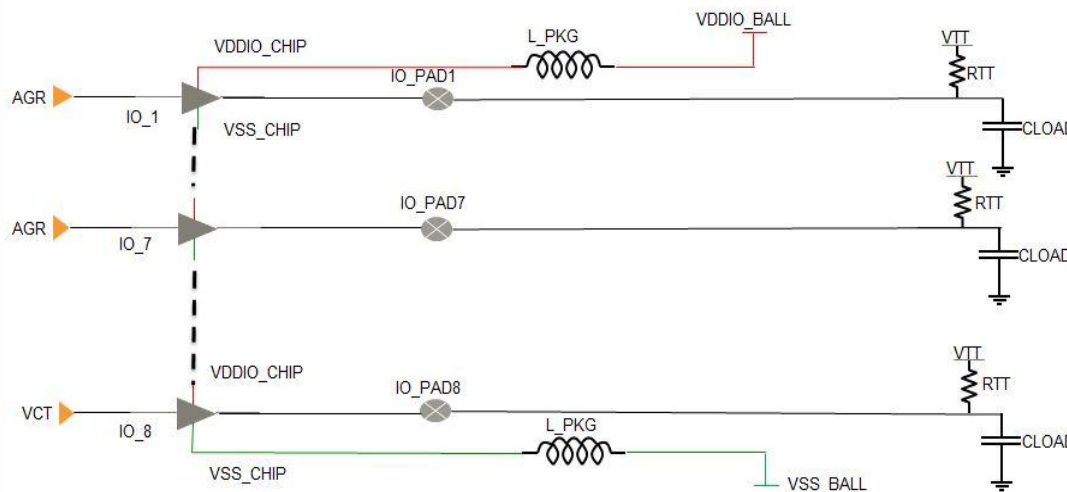 VDDIO_BALL
L_PKG
VDDIO_CHIP
VTT
IO_PAD1
RTT
AGR
IO_1
VSS_CHIP
CLOAD
VTT
IO_PAD7
RTT
AGR
IO_7
CLOAD
VTT
VDDIO_CHIP
IO_PAD8
RTT
VCT
IO_8
L_PKG
CLOAD
VSS_CHIP
VSS_BALL